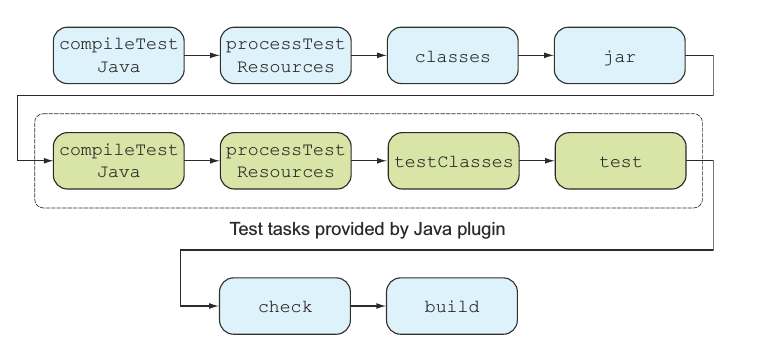 compileTest
Java
processTest
Resources
classes
jar
compileTest
Java
processTest
Resources
testClasses
test
Test tasks provided by Java plugin
check
build